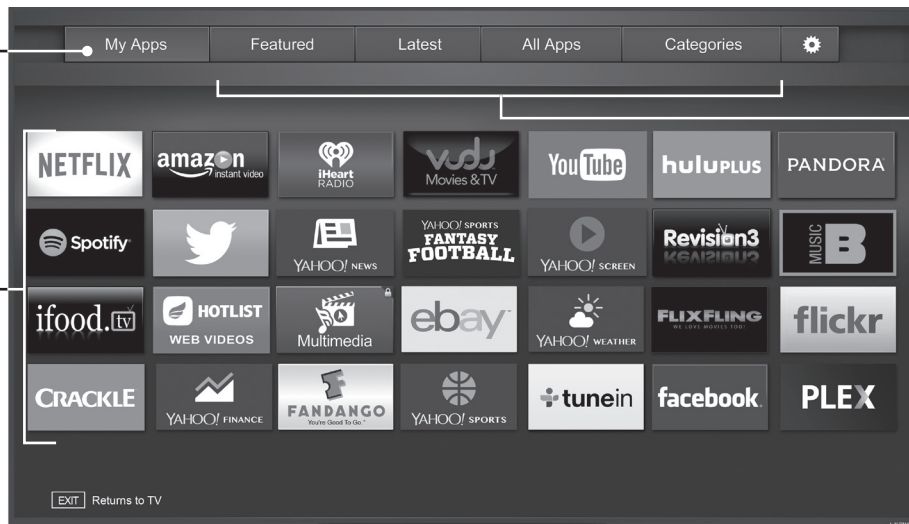 My Apps Featured Latest All Apps Categories
NETFLIX
amazon
instant video
iHeart
RADIO
vudu
Movies & TV
YouTube
huluPLUS
PANDORA
Spotify
YAHOO! NEWS
YAHOO! SPORTS
FANTASY
FOOTBALL
YAHOO! SCREEN
Revision3
MUSIC B
ifood.tv
HOTLIST
WEB VIDEOS
Multimedia
ebay
YAHOO! WEATHER
FLIXFLING
WE LOVE MOVIES TOO!
flickr
CRACKLE
YAHOO! FINANCE
FANDANGO
You're Good To Go.
YAHOO! SPORTS
tunein
facebook.
PLEX
EXIT Returns to TV